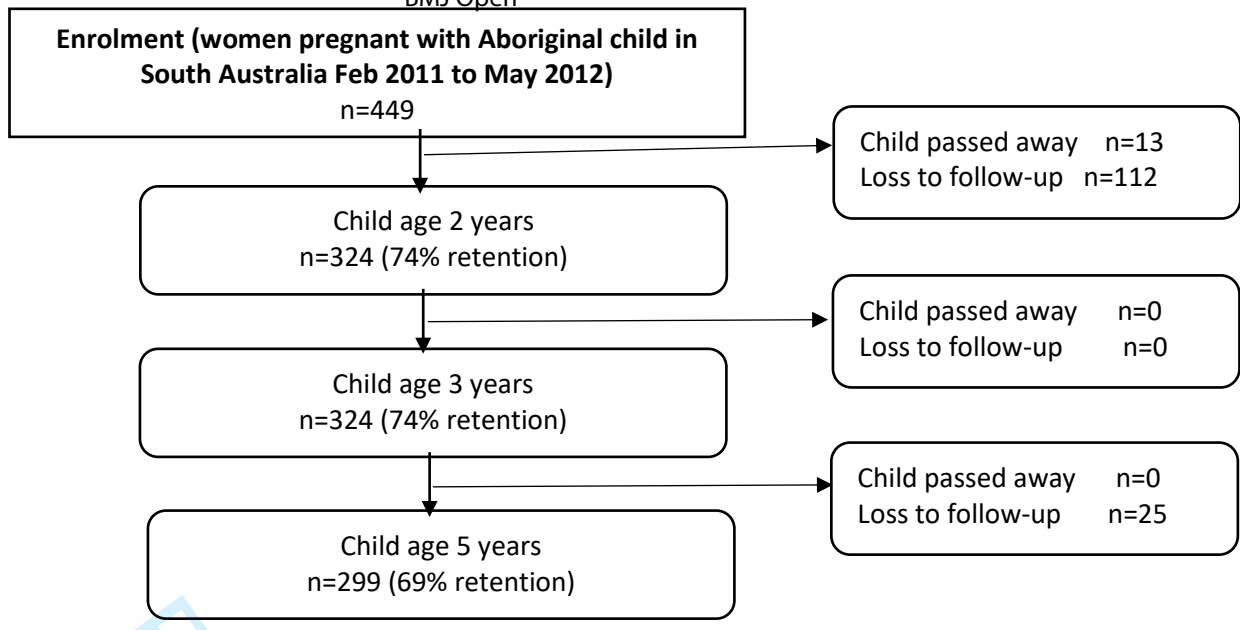 BMJ Open
Enrolment (women pregnant with Aboriginal child in
South Australia Feb 2011 to May 2012)
n=449
Child passed away n=13
Loss to follow-up n=112
Child age 2 years
n=324 (74% retention)
Child passed away n=0
Loss to follow-up n=0
Child age 3 years
n=324 (74% retention)
Child passed away n=0
Loss to follow-up n=25
Child age 5 years
n=299 (69% retention)